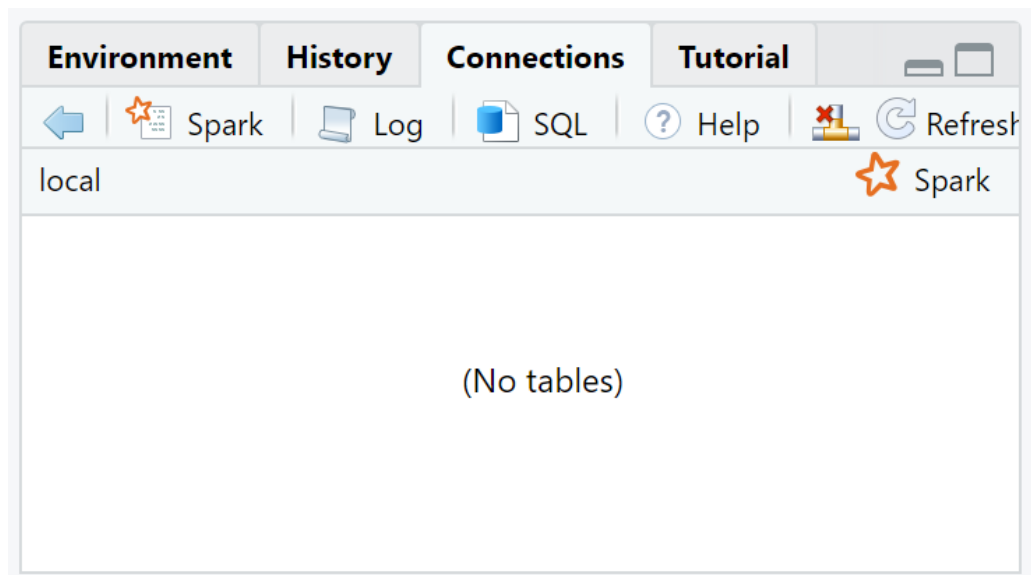 Environment History Connections Tutorial
Spark Log SQL ? Help Refresh
local Spark
(No tables)